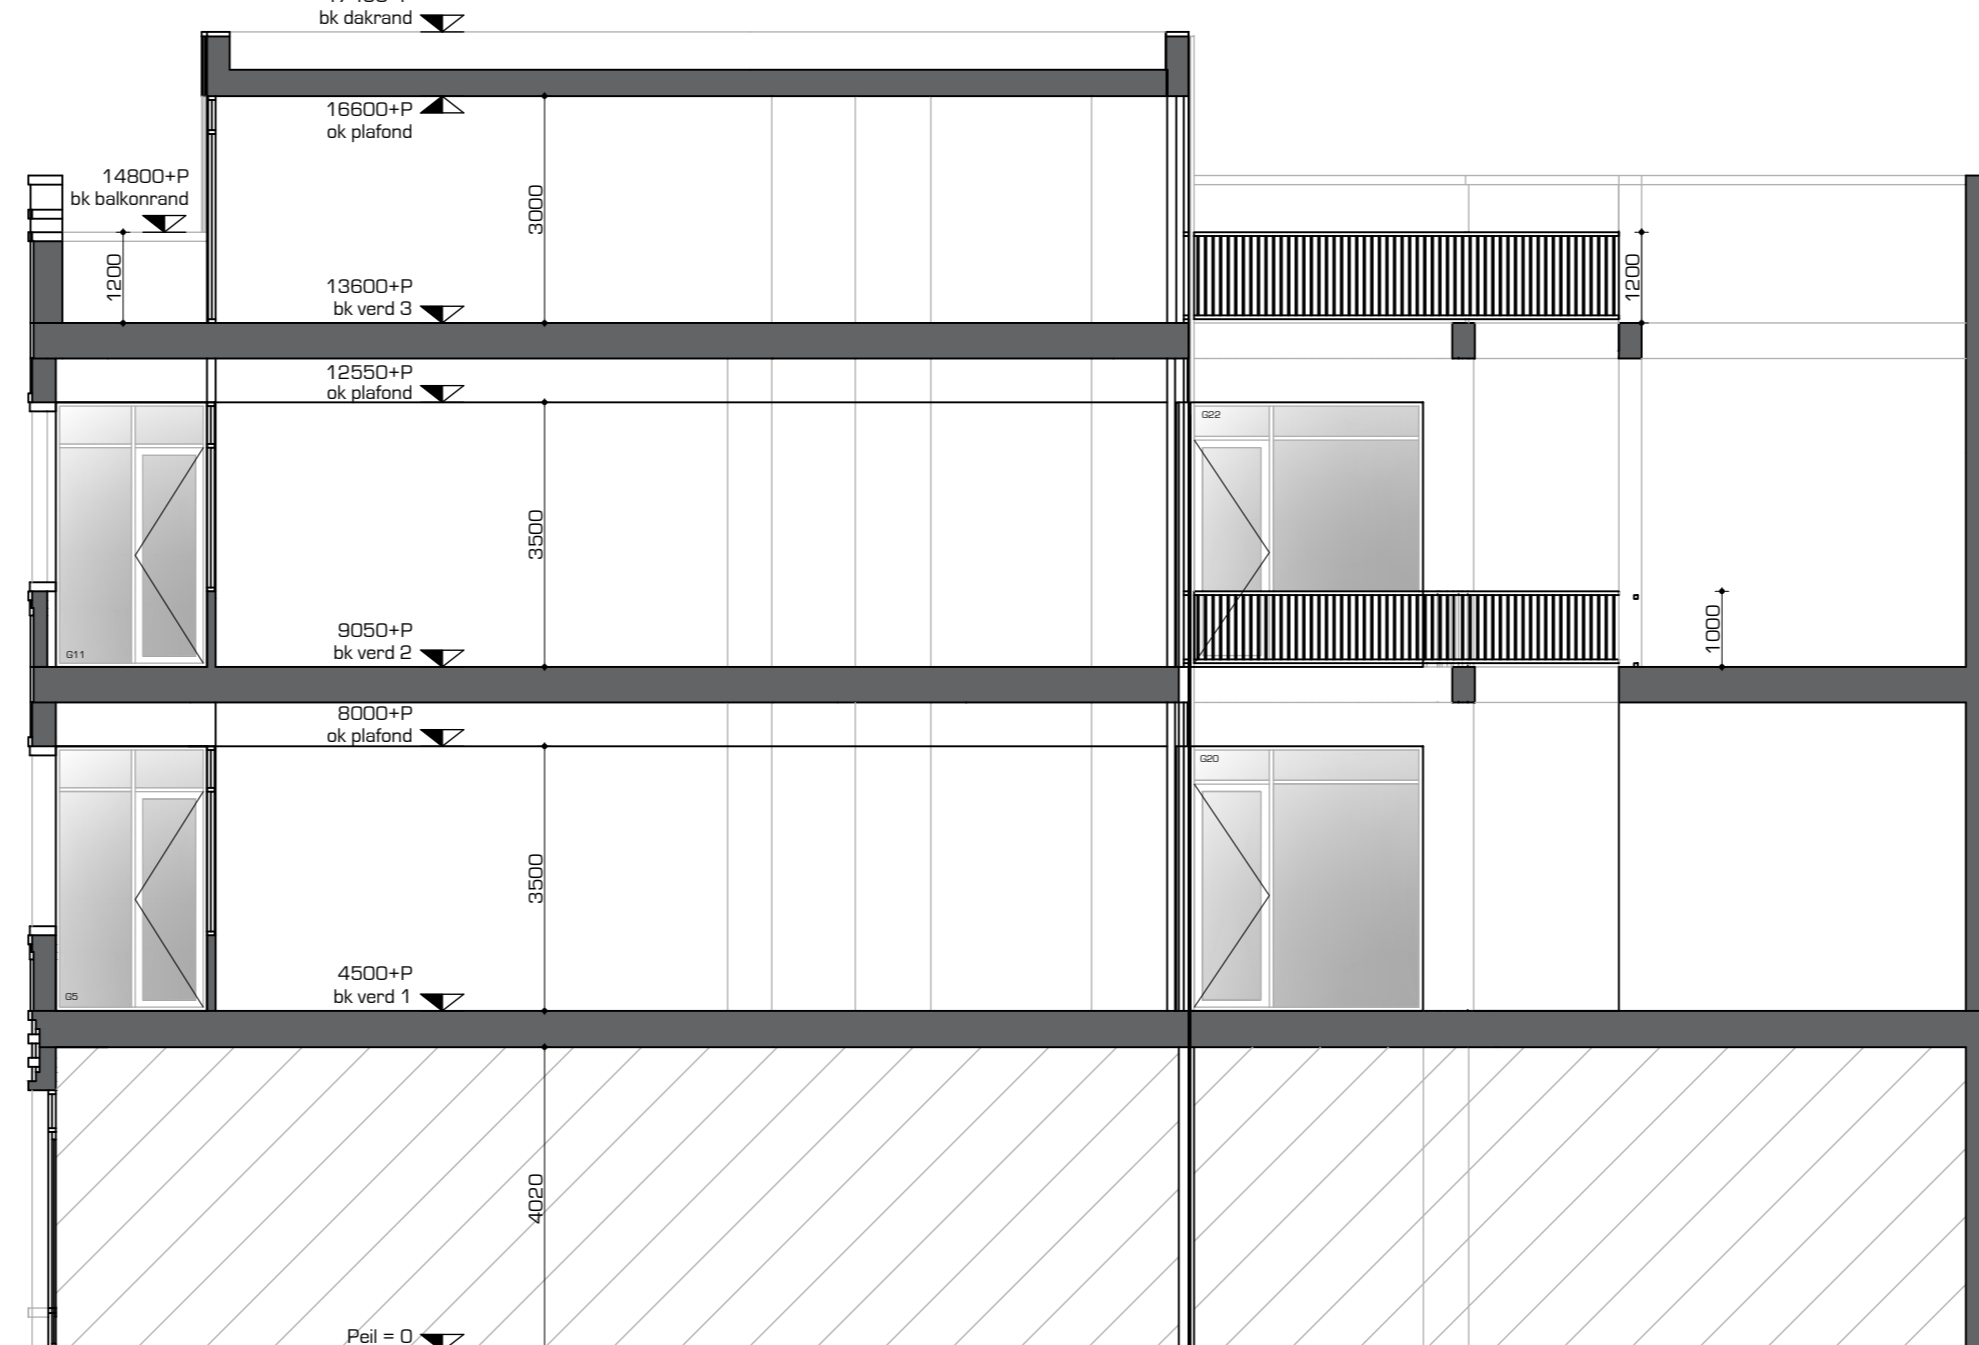 bk dakrand
16600+P
ok plafond
14800+P
bk balkonrand
3000
1200
1200
13600+P
bk verd 3
12550+P
ok plafond
G22
3500
G11
9050+P
bk verd 2
1000
8000+P
ok plafond
G20
3500
G5
4500+P
bk verd 1
4020
Peil = 0